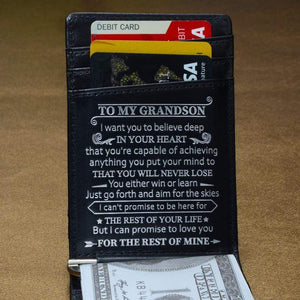 DEBIT CARD
DEBIT
VISA
TO MY GRANDSON
I want you to believe deep
IN YOUR HEART
that you're capable of achieving
anything you put your mind to
THAT YOU WILL NEVER LOSE
You either win or learn
Just go forth and aim for the skies
I can't promise to be here for
THE REST OF YOUR LIFE
But I can promise to love you
FOR THE REST OF MINE